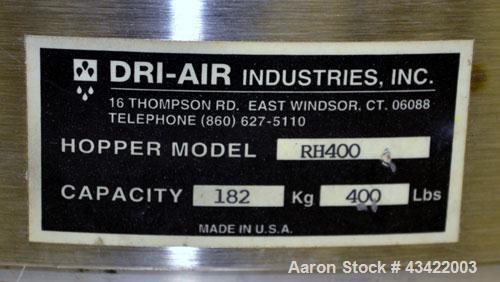 DRI-AIR INDUSTRIES, INC.
16 THOMPSON RD. EAST WINDSOR, CT. 06088
TELEPHONE (860) 627-5110
HOPPER MODEL RH400
CAPACITY 182 Kg 400 Lbs
MADE IN U.S.A.
Aaron Stock # 43422003